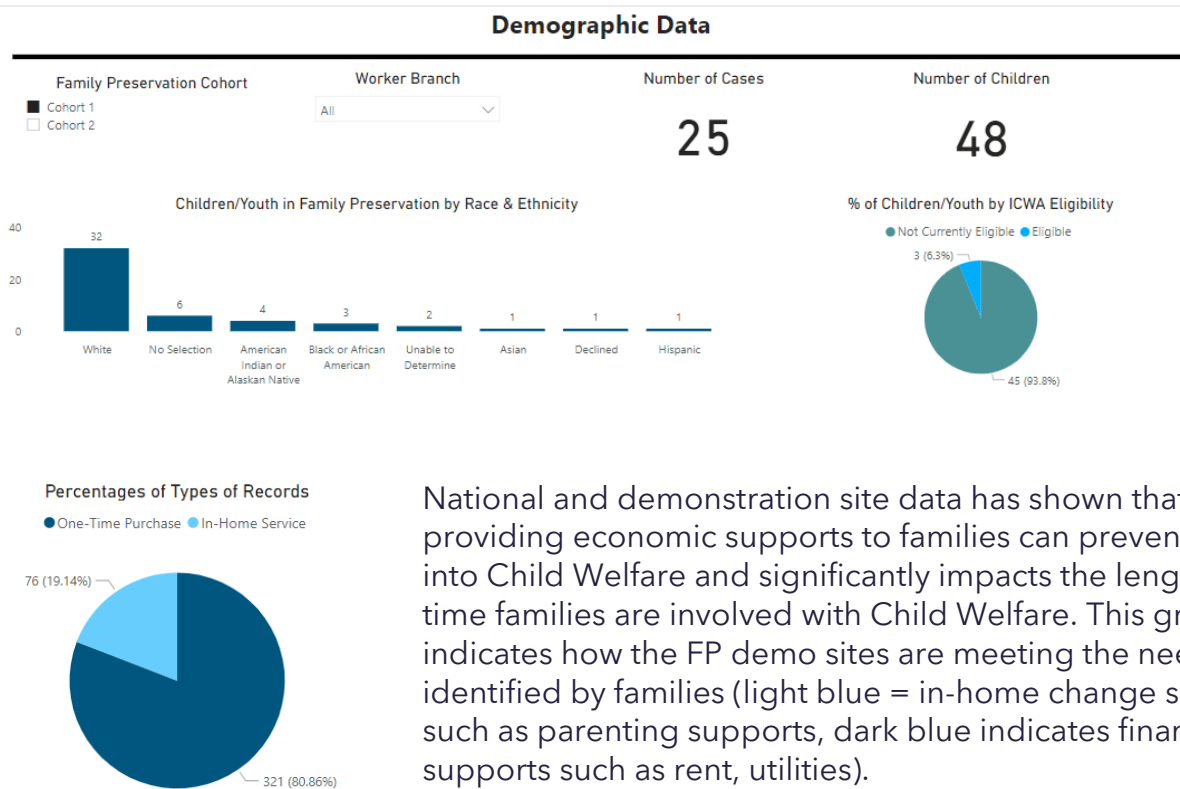 Demographic Data
Family Preservation Cohort
Cohort 1
Cohort 2
Worker Branch
All
Number of Cases
25
Number of Children
48
Children/Youth in Family Preservation by Race & Ethnicity
40
20
0
32
6
4
3
2
1
1
1
White
No Selection
American
Indian or
Alaskan Native
Black or African
American
Unable to
Determine
Asian
Declined
Hispanic
% of Children/Youth by ICWA Eligibility
Not Currently Eligible Eligible
3 (6.3%)
45 (93.8%)
Percentages of Types of Records
One-Time Purchase In-Home Service
76 (19.14%)
321 (80.86%)
National and demonstration site data has shown that
providing economic supports to families can
into Child Welfare and significantly impacts the
time families are involved with Child Welfare. This
indicates how the FP demo sites are meeting the
identified by families (light blue = in-home change
such as parenting supports, dark blue indicates
supports such as rent, utilities).